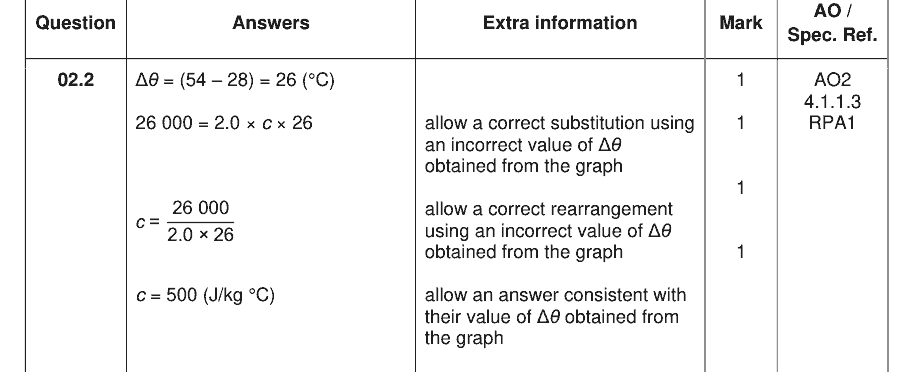 Question Answers Extra information Mark AO / Spec. Ref.
02.2 Δθ = (54 – 28) = 26 (°C) 1 AO2
4.1.1.3
26 000 = 2.0 × c × 26 allow a correct substitution using 1 RPA1
an incorrect value of Δθ
obtained from the graph
1
c = 26 000 / 2.0 × 26 allow a correct rearrangement
using an incorrect value of Δθ
obtained from the graph 1
c = 500 (J/kg °C) allow an answer consistent with
their value of Δθ obtained from
the graph